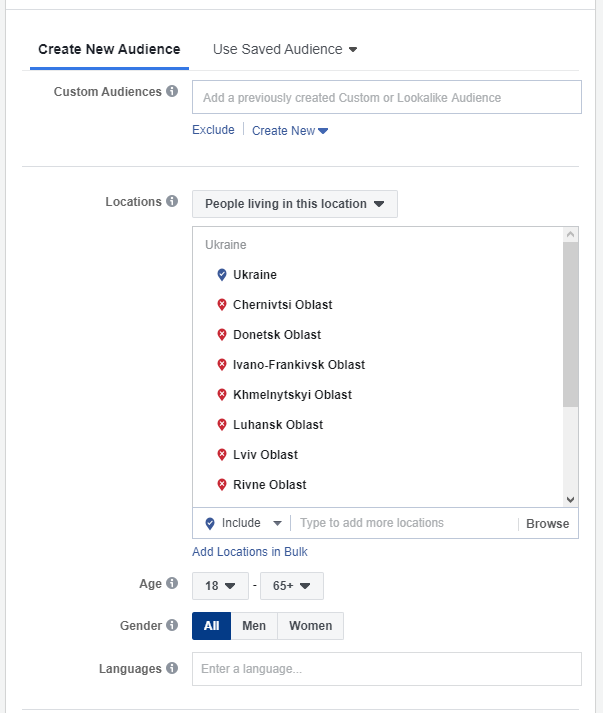 Create New Audience Use Saved Audience
Custom Audiences Add a previously created Custom or Lookalike Audience
Exclude Create New
Locations People living in this location
Ukraine
Ukraine
Chernivtsi Oblast
Donetsk Oblast
Ivano-Frankivsk Oblast
Khmelnytskyi Oblast
Luhansk Oblast
Lviv Oblast
Rivne Oblast
Include Type to add more locations Browse
Add Locations in Bulk
Age 18 - 65+
Gender All Men Women
Languages Enter a language...